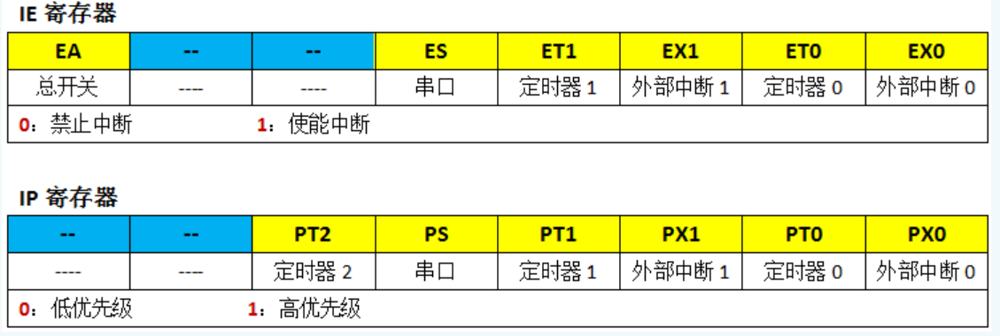 IE 寄存器
EA -- -- ES ET1 EX1 ET0 EX0
总开关 ---- ---- 串口 定时器 1 外部中断 1 定时器 0 外部中断 0
0：禁止中断 1：使能中断
IP 寄存器
-- -- PT2 PS PT1 PX1 PT0 PX0
---- ---- 定时器 2 串口 定时器 1 外部中断 1 定时器 0 外部中断 0
0：低优先级 1：高优先级